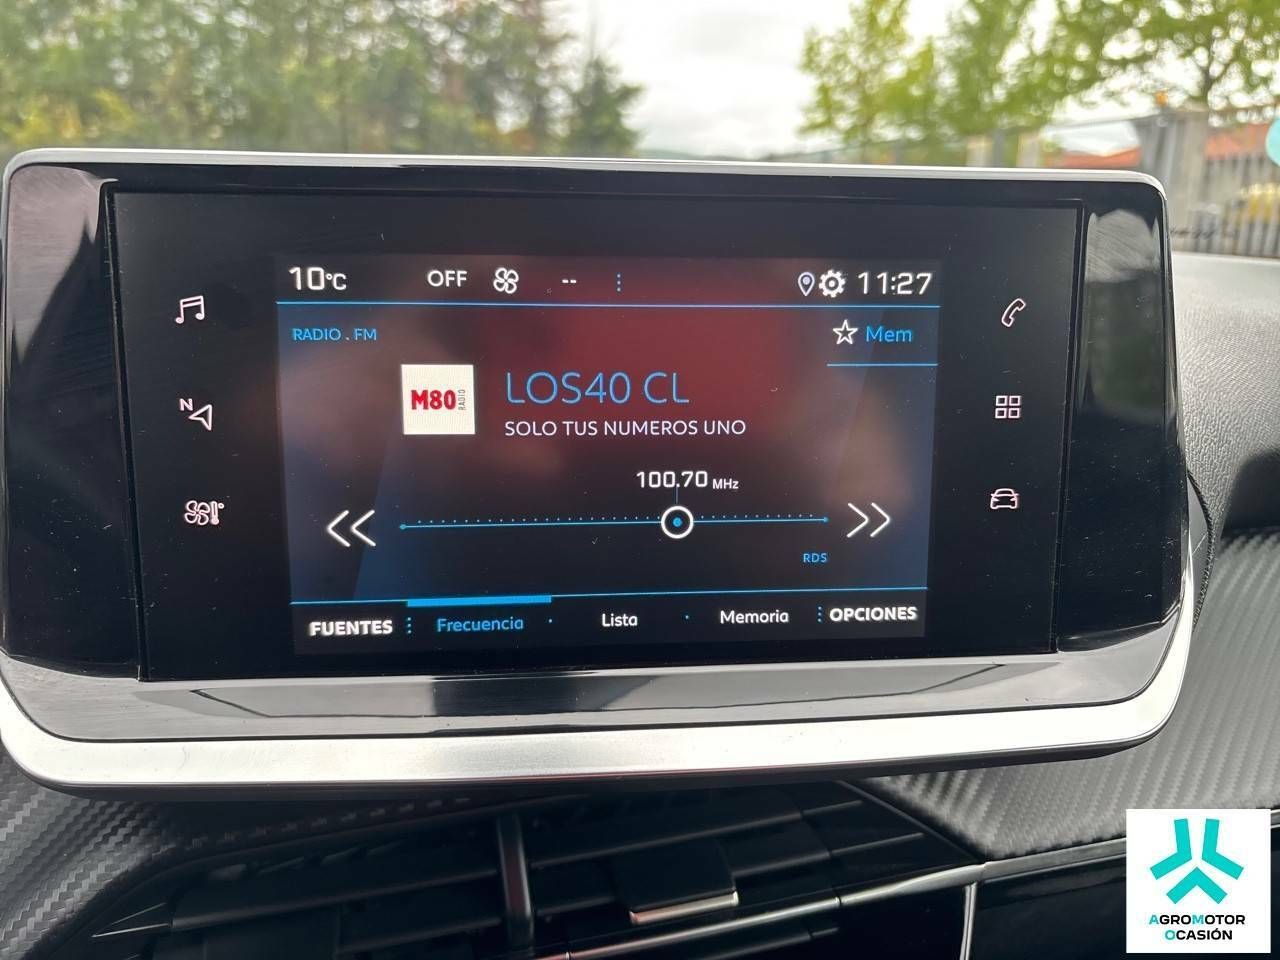 10°C OFF -- 11:27
RADIO . FM
Mem
M80 RADIO
LOS40 CL
SOLO TUS NUMEROS UNO
100.70 MHz
RDS
FUENTES Frecuencia Lista Memoria OPCIONES
N
AGROMOTOR
OCASIÓN